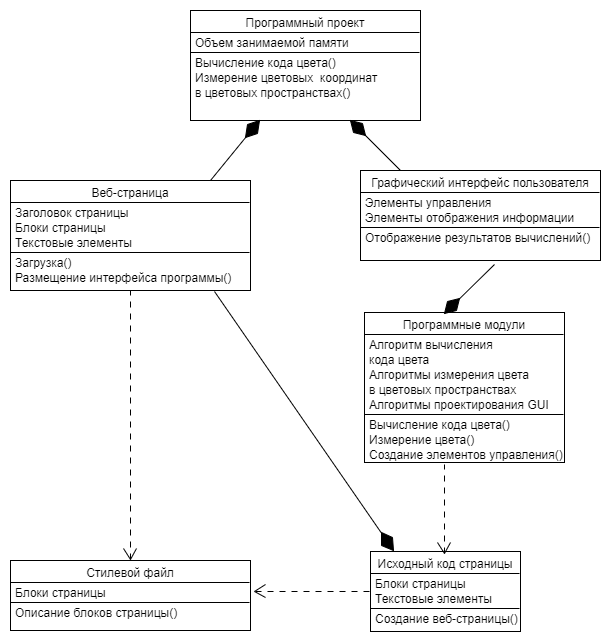 Программный проект
Объем занимаемой памяти
Вычисление кода цвета()
Измерение цветовых координат
в цветовых пространствах()
Веб-страница
Заголовок страницы
Блоки страницы
Текстовые элементы
Загрузка()
Размещение интерфейса программы()
Графический интерфейс пользователя
Элементы управления
Элементы отображения информации
Отображение результатов вычислений()
Программные модули
Алгоритм вычисления
кода цвета
Алгоритмы измерения цвета
в цветовых пространствах
Алгоритмы проектирования GUI
Вычисление кода цвета()
Измерение цвета()
Создание элементов управления()
Стилевой файл
Блоки страницы
Описание блоков страницы()
Исходный код страницы
Блоки страницы
Текстовые элементы
Создание веб-страницы()